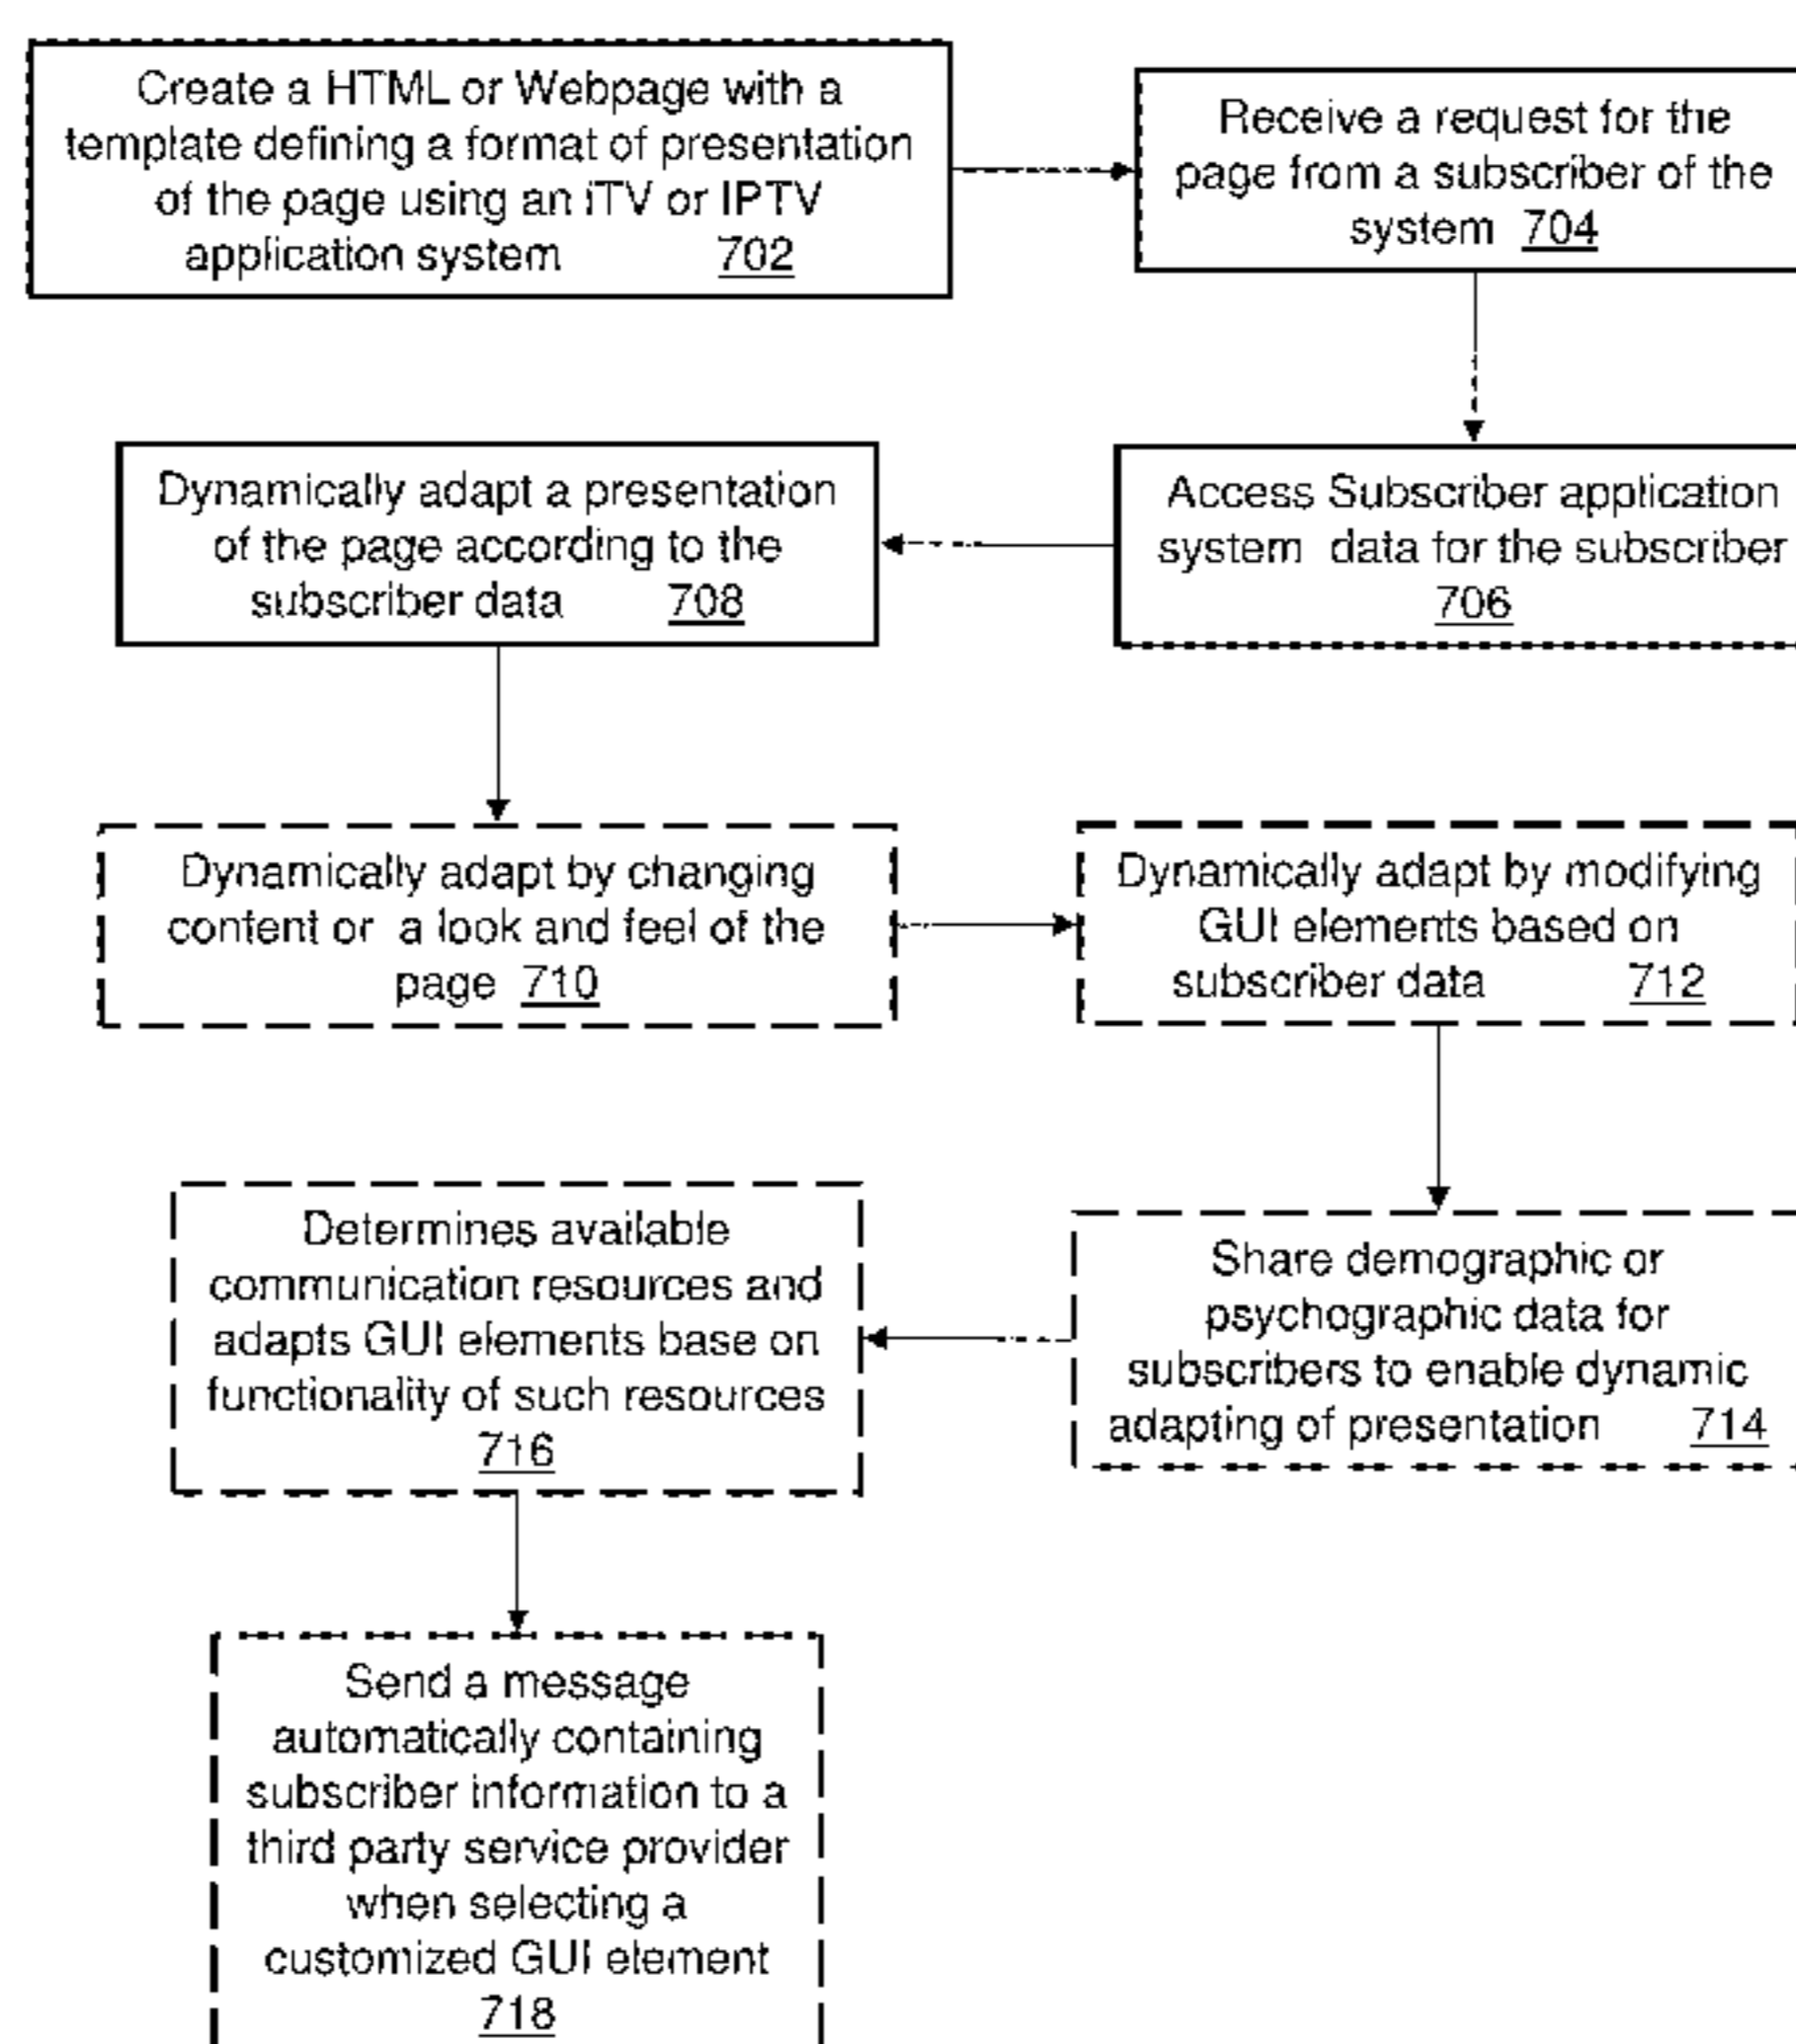 Create a HTML or Webpage with a
template defining a format of presentation
of the page using an iTV or IPTV
application system 702
Receive a request for the
page from a subscriber of the
system 704
Access Subscriber application
system data for the subscriber
706
Dynamically adapt a presentation
of the page according to the
subscriber data 708
Dynamically adapt by changing
content or a look and feel of the
page 710
Dynamically adapt by modifying
GUI elements based on
subscriber data 712
Share demographic or
psychographic data for
subscribers to enable dynamic
adapting of presentation 714
Determines available
communication resources and
adapts GUI elements base on
functionality of such resources
716
Send a message
automatically containing
subscriber information to a
third party service provider
when selecting a
customized GUI element
718